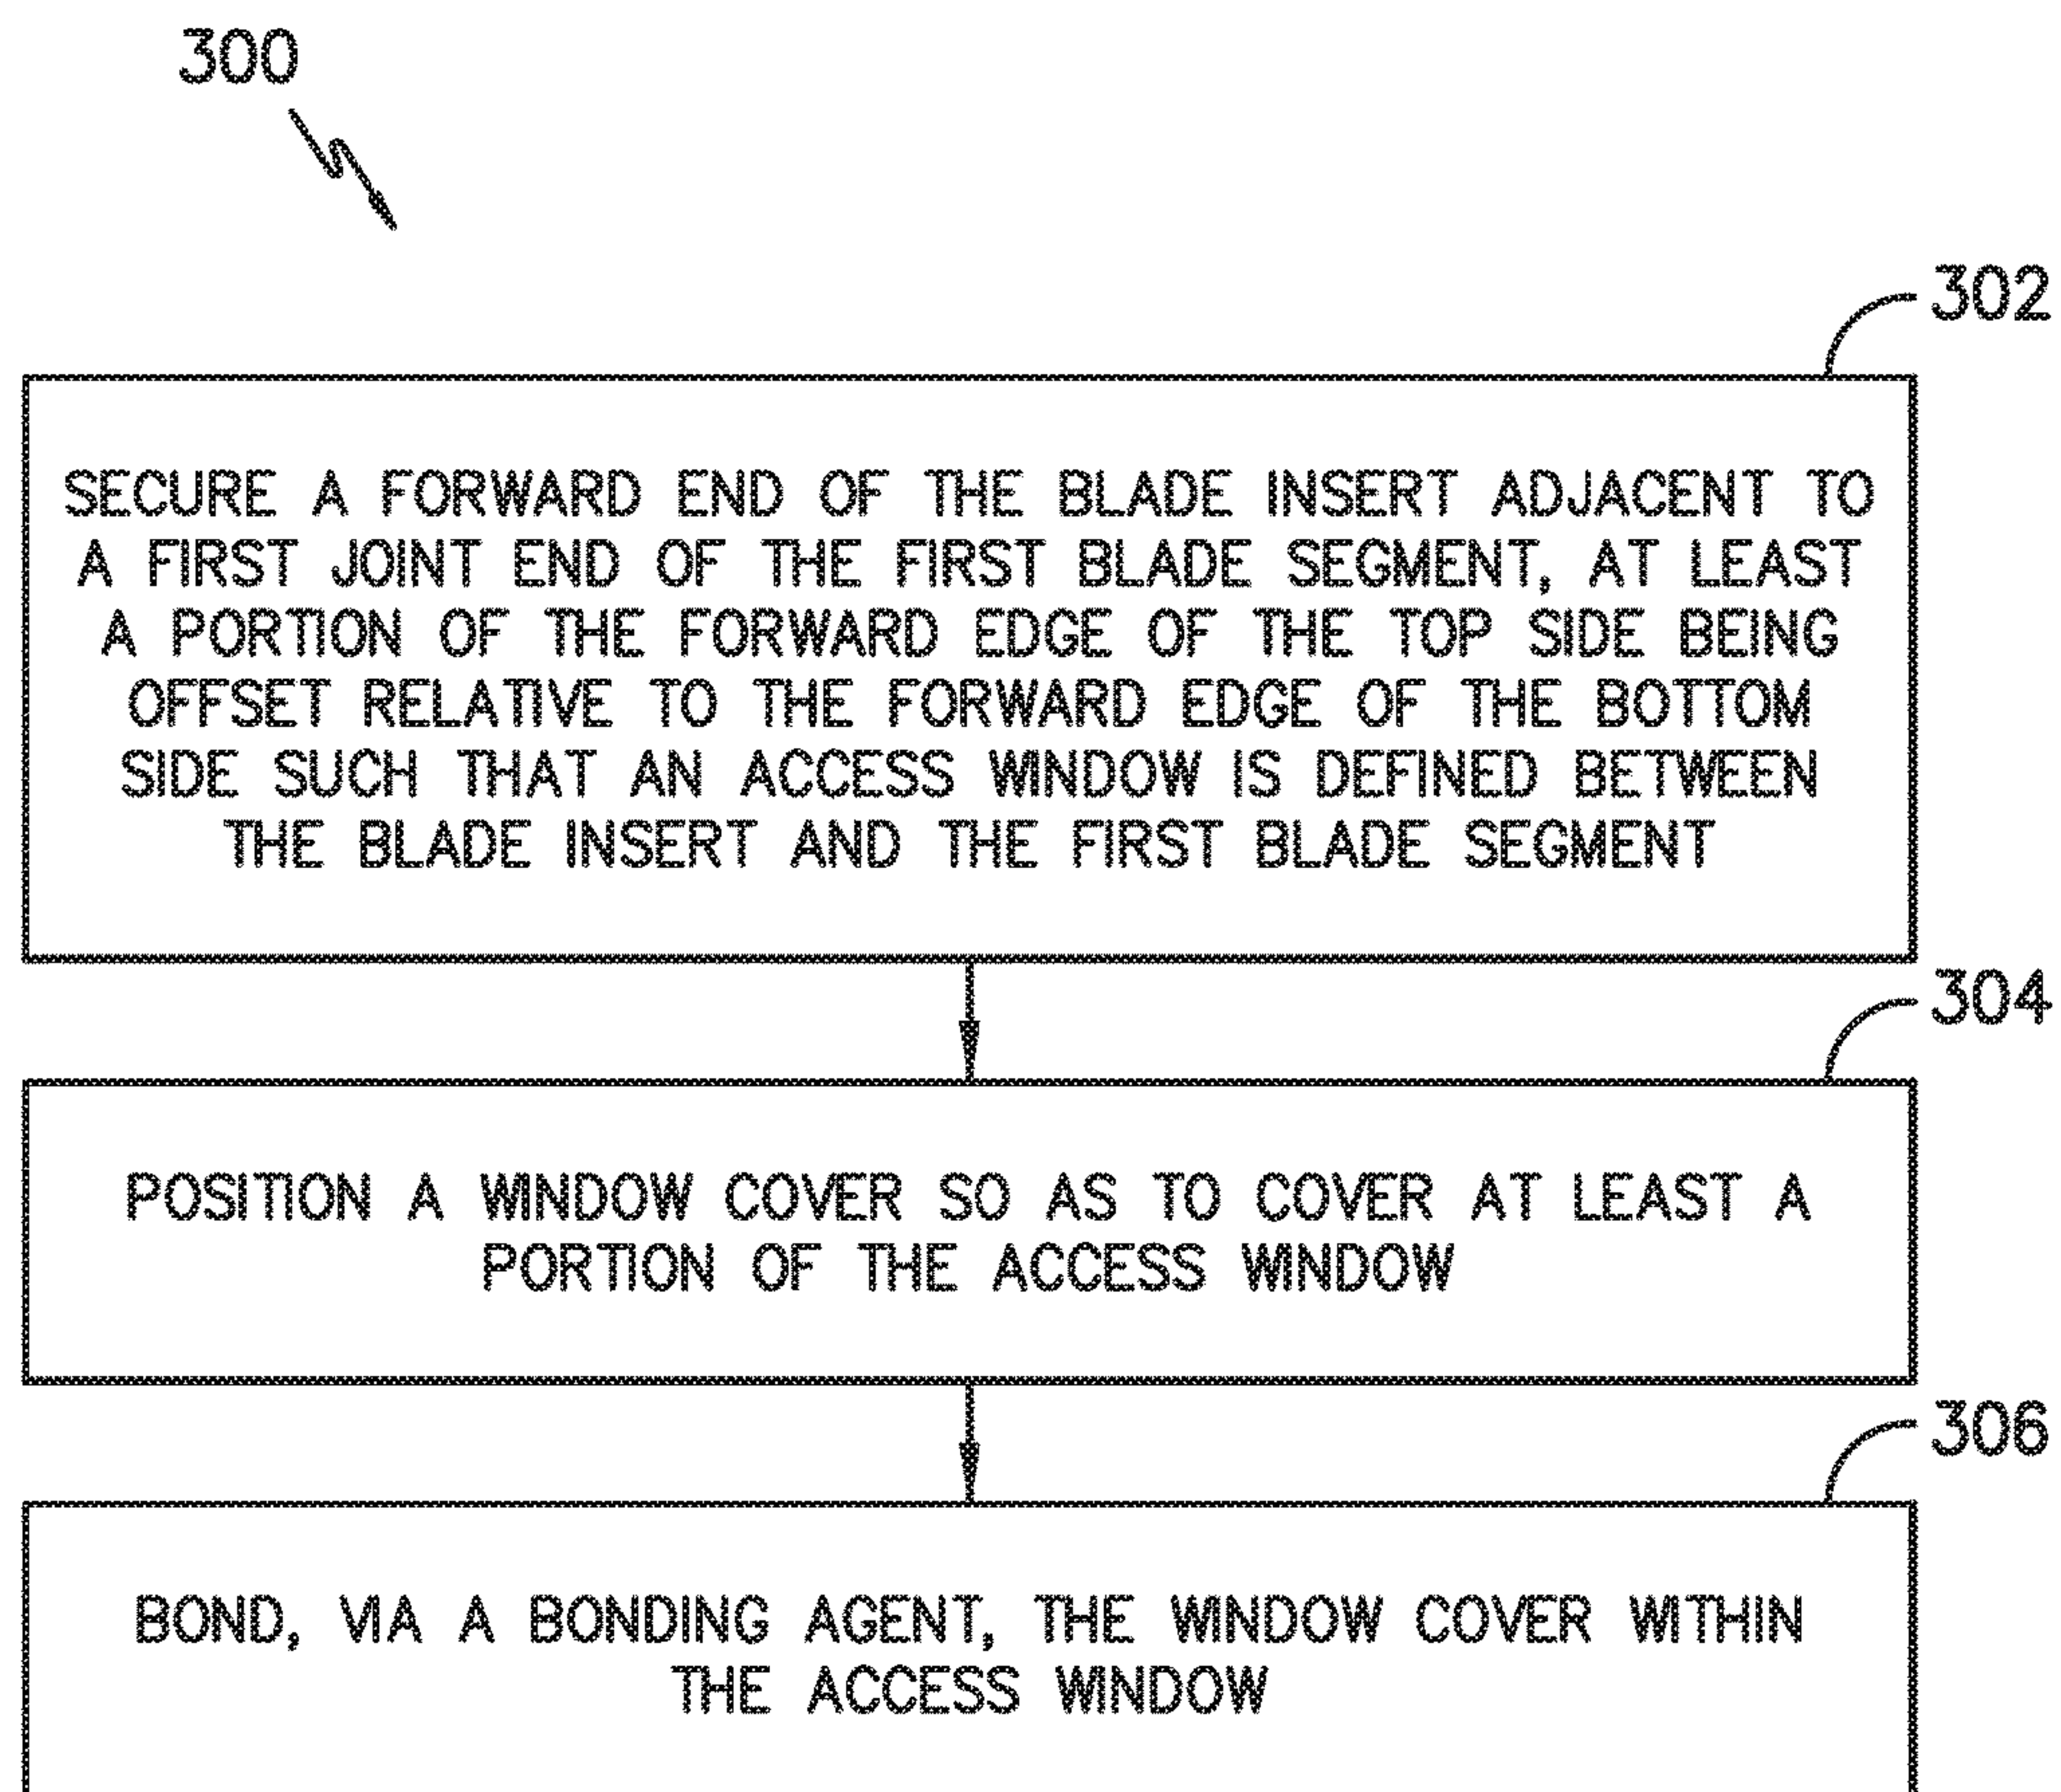 300
302
SECURE A FORWARD END OF THE BLADE INSERT ADJACENT TO
A FIRST JOINT END OF THE FIRST BLADE SEGMENT, AT LEAST
A PORTION OF THE FORWARD EDGE OF THE TOP SIDE BEING
OFFSET RELATIVE TO THE FORWARD EDGE OF THE BOTTOM
SIDE SUCH THAT AN ACCESS WINDOW IS DEFINED BETWEEN
THE BLADE INSERT AND THE FIRST BLADE SEGMENT
304
POSITION A WINDOW COVER SO AS TO COVER AT LEAST A
PORTION OF THE ACCESS WINDOW
306
BOND, VIA A BONDING AGENT, THE WINDOW COVER WITHIN
THE ACCESS WINDOW